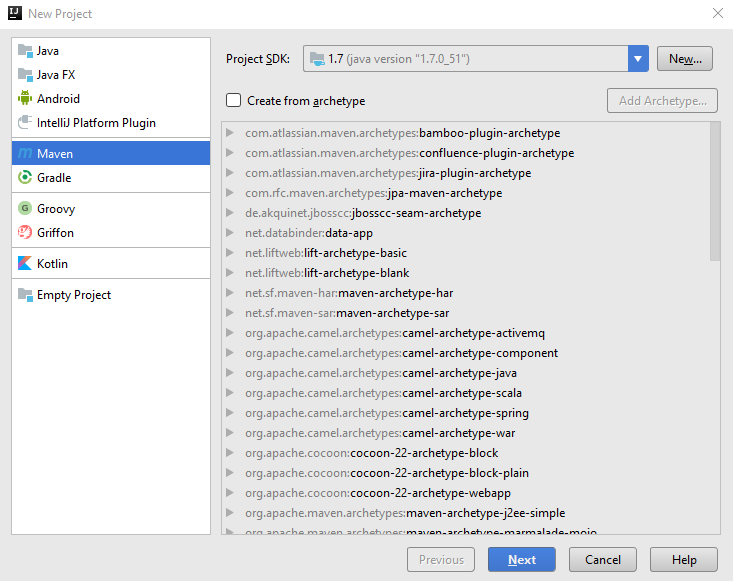 New Project
Java
Java FX
Android
IntelliJ Platform Plugin
Maven
Gradle
Groovy
Griffon
Kotlin
Empty Project
Project SDK: 1.7 (java version "1.7.0_51") New...
Create from archetype Add Archetype...
com.atlassian.maven.archetypes:bamboo-plugin-archetype
com.atlassian.maven.archetypes:confluence-plugin-archetype
com.atlassian.maven.archetypes:jira-plugin-archetype
com.rfc.maven.archetypes:jpa-maven-archetype
de.akquinet.jbosscc:jbosscc-seam-archetype
net.databinder:data-app
net.liftweb:lift-archetype-basic
net.liftweb:lift-archetype-blank
net.sf.maven-har:maven-archetype-har
net.sf.maven-sar:maven-archetype-sar
org.apache.camel.archetypes:camel-archetype-activemq
org.apache.camel.archetypes:camel-archetype-component
org.apache.camel.archetypes:camel-archetype-java
org.apache.camel.archetypes:camel-archetype-scala
org.apache.camel.archetypes:camel-archetype-spring
org.apache.camel.archetypes:camel-archetype-war
org.apache.cocoon:cocoon-22-archetype-block
org.apache.cocoon:cocoon-22-archetype-block-plain
org.apache.cocoon:cocoon-22-archetype-webapp
org.apache.maven.archetypes:maven-archetype-j2ee-simple
org.apache.maven.archetypes:maven-archetype-marmalade-mojo
Previous Next Cancel Help